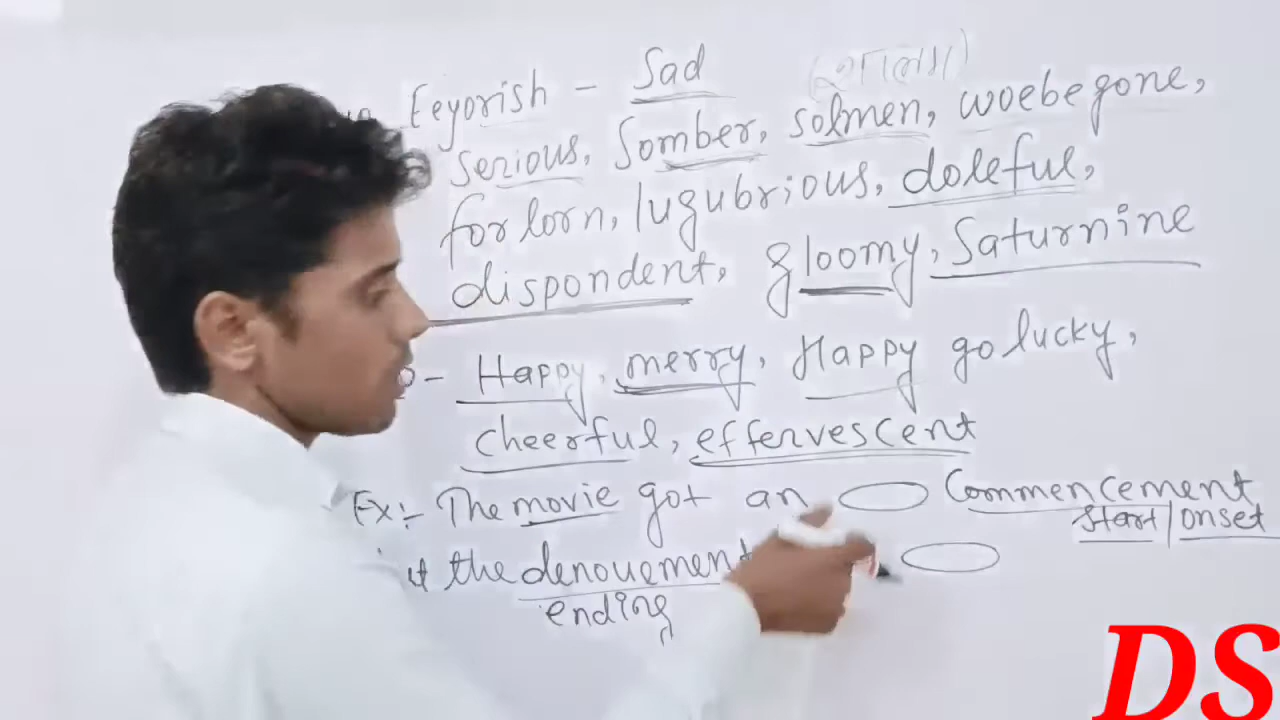 Eeyorish - Sad
serious, Somber, solmen, woebegone,
forlorn, lugubrious, doleful,
dispondent, gloomy, Saturnine
- Happy, merry, Happy go lucky,
cheerful, effervescent
Ex:- The movie got an Commencement
start/onset
the denouement
ending
DS